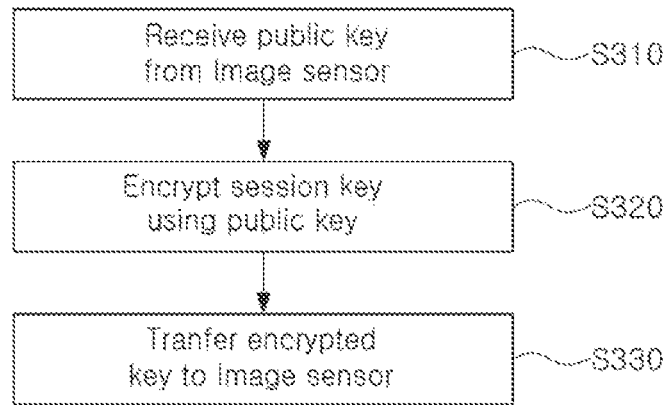 Receive public key
from Image sensor
S310
Encrypt session key
using public key
S320
Tranfer encrypted
key to Image sensor
S330